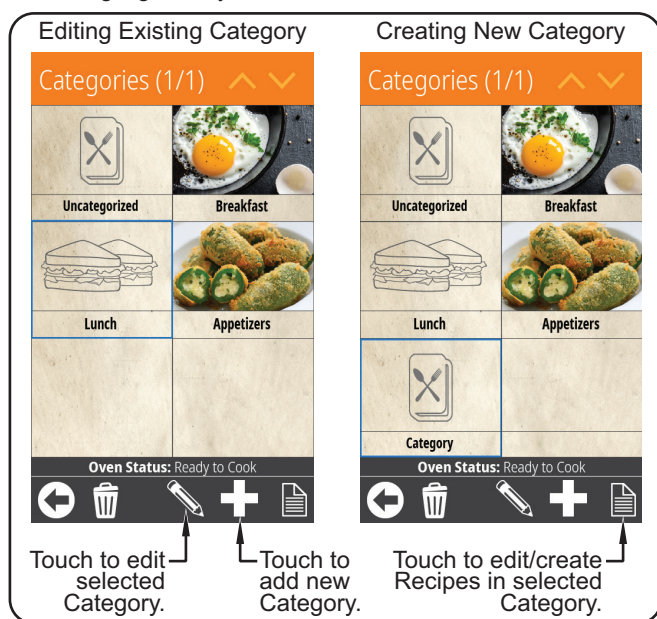 Editing Existing Category
Creating New Category
Categories (1/1)
Uncategorized
Breakfast
Lunch
Appetizers
Oven Status: Ready to Cook
Touch to edit
selected
Category.
Touch to
add new
Category.
Categories (1/1)
Uncategorized
Breakfast
Lunch
Appetizers
Category
Oven Status: Ready to Cook
Touch to edit/create
Recipes in selected
Category.